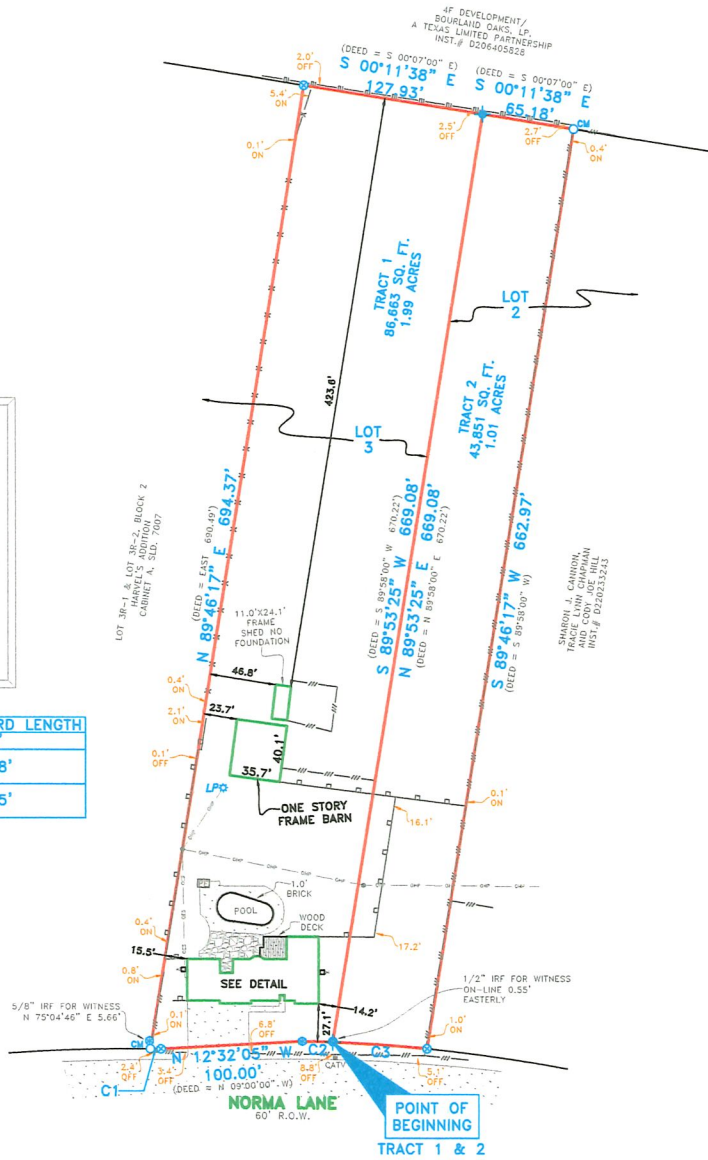 4F DEVELOPMENT/
BOURLAND OAKS, LP.
A TEXAS LIMITED PARTNERSHIP
INST.# D206405828
(DEED = S 00°07'00" E)
S 00°11'38" E
127.93'
(DEED = S 00°07'00" E)
S 00°11'38" E
65.18'
2.0'
OFF
5.4'
ON
0.1'
ON
2.5'
OFF
2.7'
OFF
CM
0.4'
ON
TRACT 1
86,663 SQ. FT.
1.99 ACRES
LOT
2
423.6'
LOT
3
TRACT 2
43,851 SQ. FT.
1.01 ACRES
LOT 3R-1 & LOT 3R-2, BLOCK 2
HARVEL'S ADDITION
CABINET A, SLD. 7007
N 89°46'17" E 694.37'
(DEED = EAST 690.49')
(DEED = S 89°58'00" W 670.22')
S 89°53'25" W 669.08'
N 89°53'25" E 669.08'
(DEED = N 89°58'00" E 670.22')
S 89°46'17" W 662.97'
(DEED = S 89°58'00" W)
SHARON J. CANNON,
TRACIE LYNN CHAPMAN
AND CODY JOE HILL
INST.# D220233243
11.0'X24.1'
FRAME
SHED NO
FOUNDATION
46.8'
0.4'
ON
2.1'
ON
23.7'
40.1'
35.7'
0.1'
OFF
LP
ONE STORY
FRAME BARN
0.1'
ON
16.1'
RD LENGTH
'
8'
5'
OHP
OHP
OHP
OHP
OHP
PE
1.0'
BRICK
POOL
WOOD
DECK
0.4'
ON
17.2'
15.5'
0.8'
ON
SEE DETAIL
14.2'
27.1'
1/2" IRF FOR WITNESS
ON-LINE 0.55'
EASTERLY
5/8" IRF FOR WITNESS
N 75°04'46" E 5.66'
0.1'
ON
CM
6.8'
OFF
1.0'
ON
2.4'
OFF
3.4'
OFF
N 12°32'05" W
100.00'
C2
C3
C1
(DEED = N 09°00'00" W)
8.8'
OFF
CATV
5.1'
OFF
NORMA LANE
60' R.O.W.
POINT OF
BEGINNING
TRACT 1 & 2